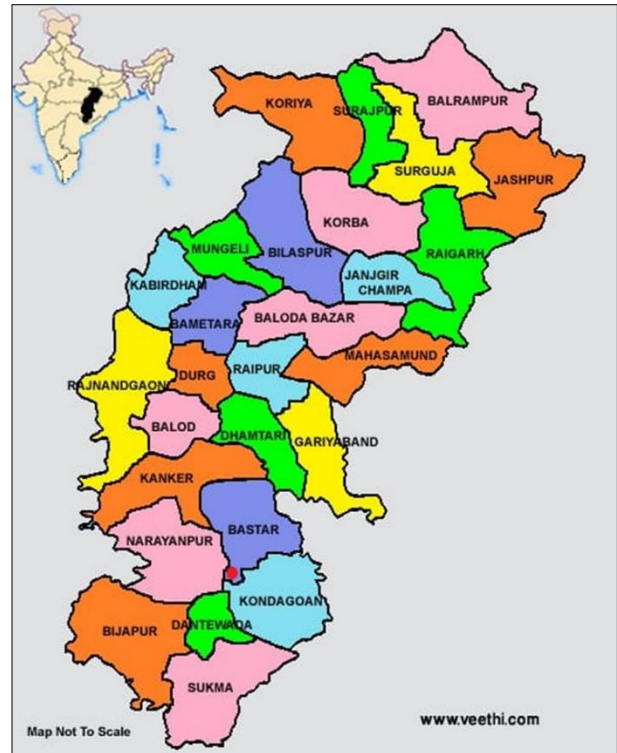 KORIYA
SURAJPUR
BALRAMPUR
SURGUJA
JASHPUR
KORBA
MUNGELI
BILASPUR
RAIGARH
KABIRDHAM
JANJGIR
CHAMPA
BAMETARA
BALODA BAZAR
MAHASAMUND
RAJNANDGAON
DURG
RAIPUR
BALOD
DHAMTARI
GARIYABAND
KANKER
BASTAR
NARAYANPUR
KONDAGOAN
BIJAPUR
DANTEWADA
SUKMA
Map Not To Scale
www.veethi.com